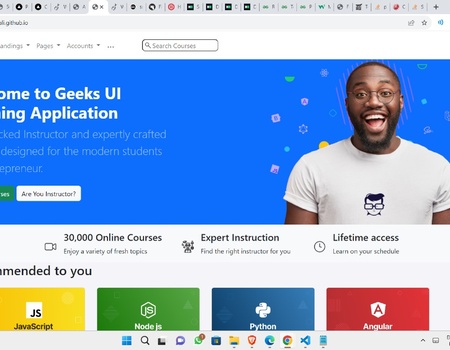 ali.github.io
andings Pages Accounts ...
Search Courses
ome to Geeks UI
ning Application
cked Instructor and expertly crafted
designed for the modern students
epreneur.
rses
Are You Instructor?
30,000 Online Courses
Enjoy a variety of fresh topics
Expert Instruction
Find the right instructor for you
Lifetime access
Learn on your schedule
mmended to you
JS
JavaScript
Node js
Python
Angular